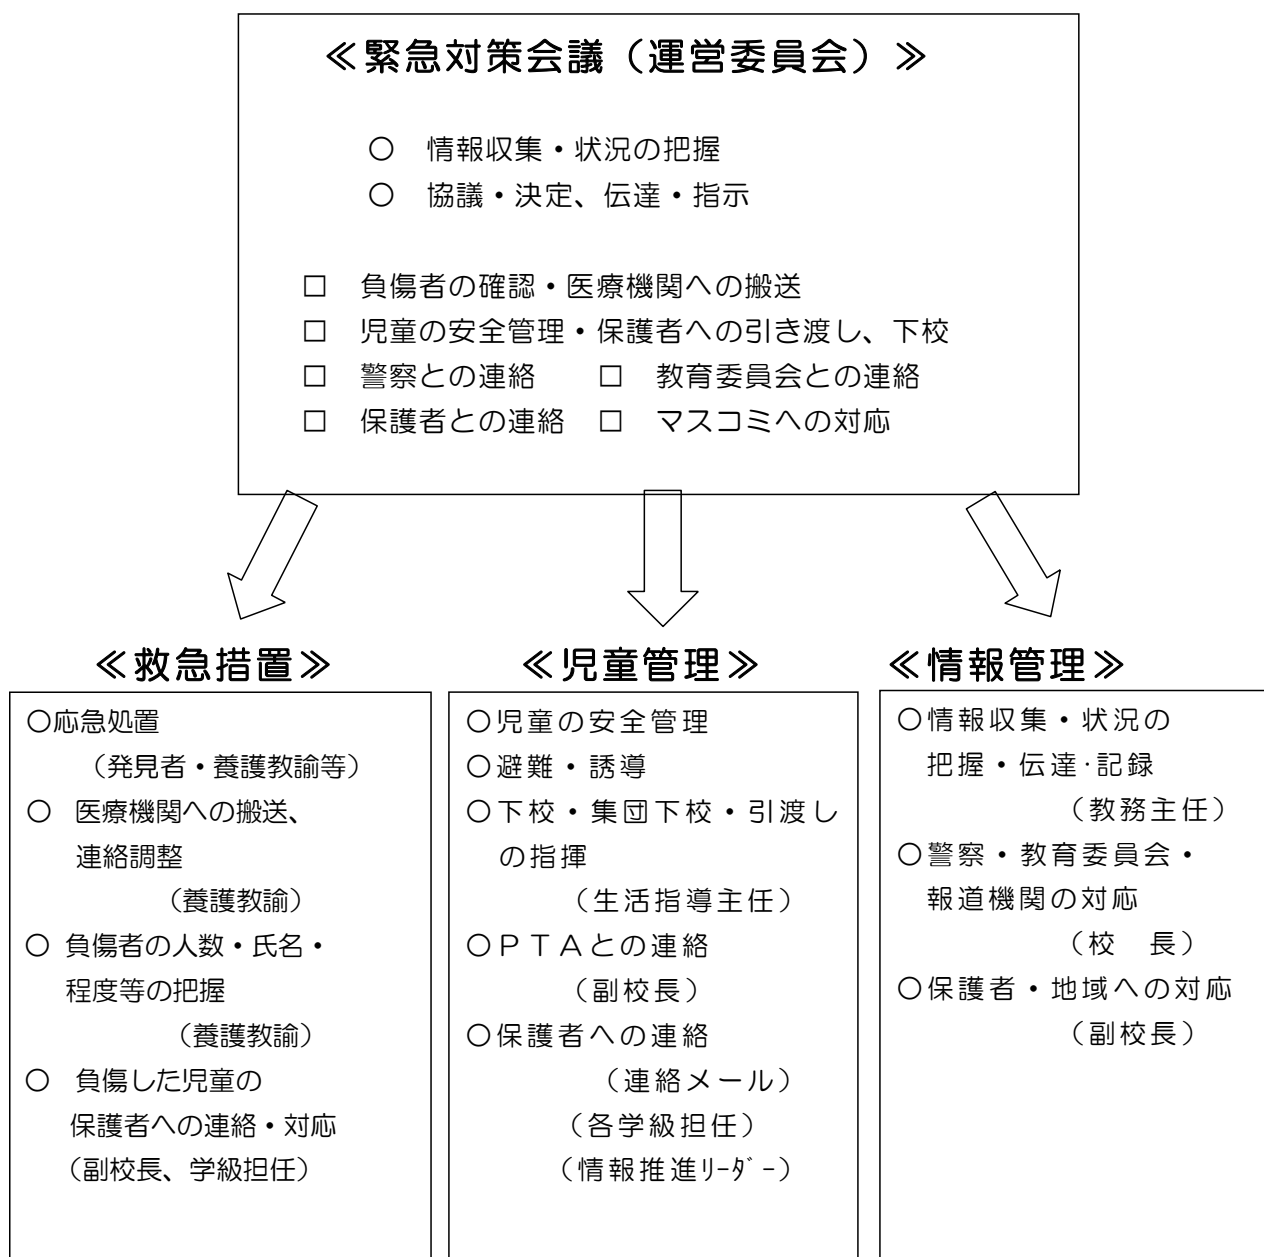 ≪緊急対策会議（運営委員会）≫
○　情報収集・状況の把握
○　協議・決定、伝達・指示
□　負傷者の確認・医療機関への搬送
□　児童の安全管理・保護者への引き渡し、下校
□　警察との連絡　　□　教育委員会との連絡
□　保護者との連絡　□　マスコミへの対応
≪救急措置≫
○応急処置
（発見者・養護教諭等）
○　医療機関への搬送、
連絡調整
（養護教諭）
○　負傷者の人数・氏名・
程度等の把握
（養護教諭）
○　負傷した児童の
保護者への連絡・対応
（副校長、学級担任）
≪児童管理≫
○児童の安全管理
○避難・誘導
○下校・集団下校・引渡し
の指揮
（生活指導主任）
○ＰＴＡとの連絡
（副校長）
○保護者への連絡
（連絡メール）
（各学級担任）
（情報推進ﾘｰﾀﾞｰ）
≪情報管理≫
○情報収集・状況の
把握・伝達･記録
（教務主任）
○警察・教育委員会・
報道機関の対応
（校　長）
○保護者・地域への対応
（副校長）